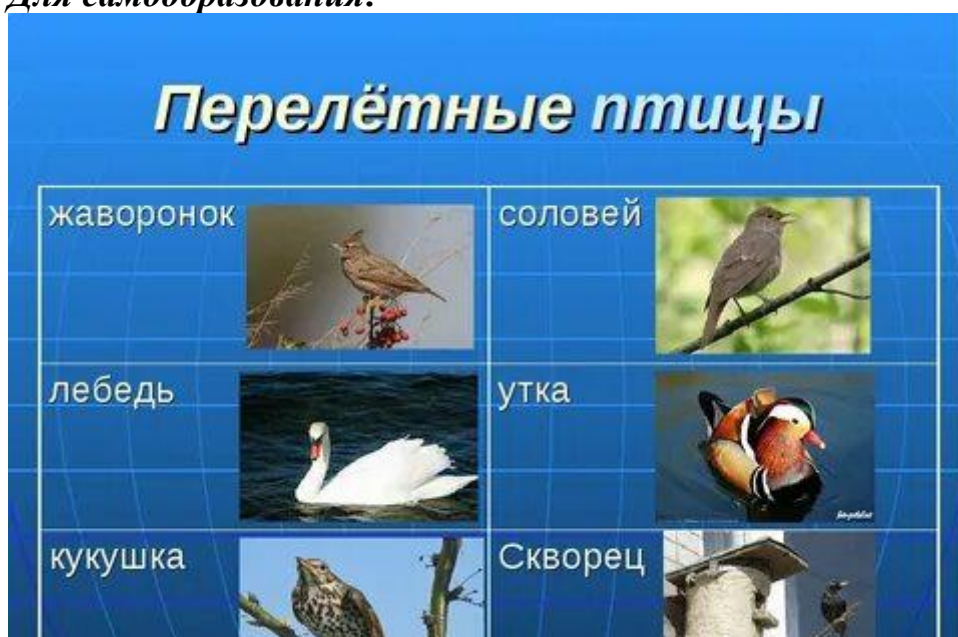 Для самообразования:
Перелётные птицы
жаворонок
соловей
лебедь
утка
кукушка
Скворец